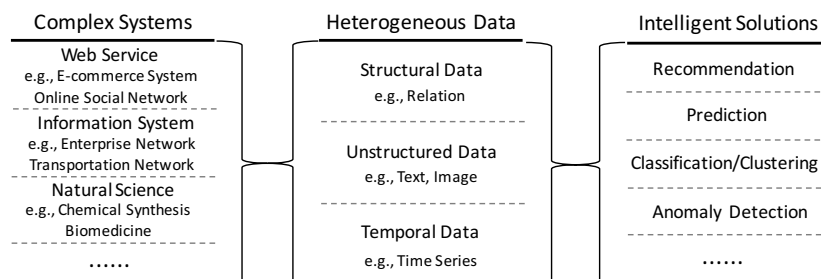 Complex Systems
Web Service
e.g., E-commerce System
Online Social Network
Information System
e.g., Enterprise Network
Transportation Network
Natural Science
e.g., Chemical Synthesis
Biomedicine
......
Heterogeneous Data
Structural Data
e.g., Relation
Unstructured Data
e.g., Text, Image
Temporal Data
e.g., Time Series
Intelligent Solutions
Recommendation
Prediction
Classification/Clustering
Anomaly Detection
......